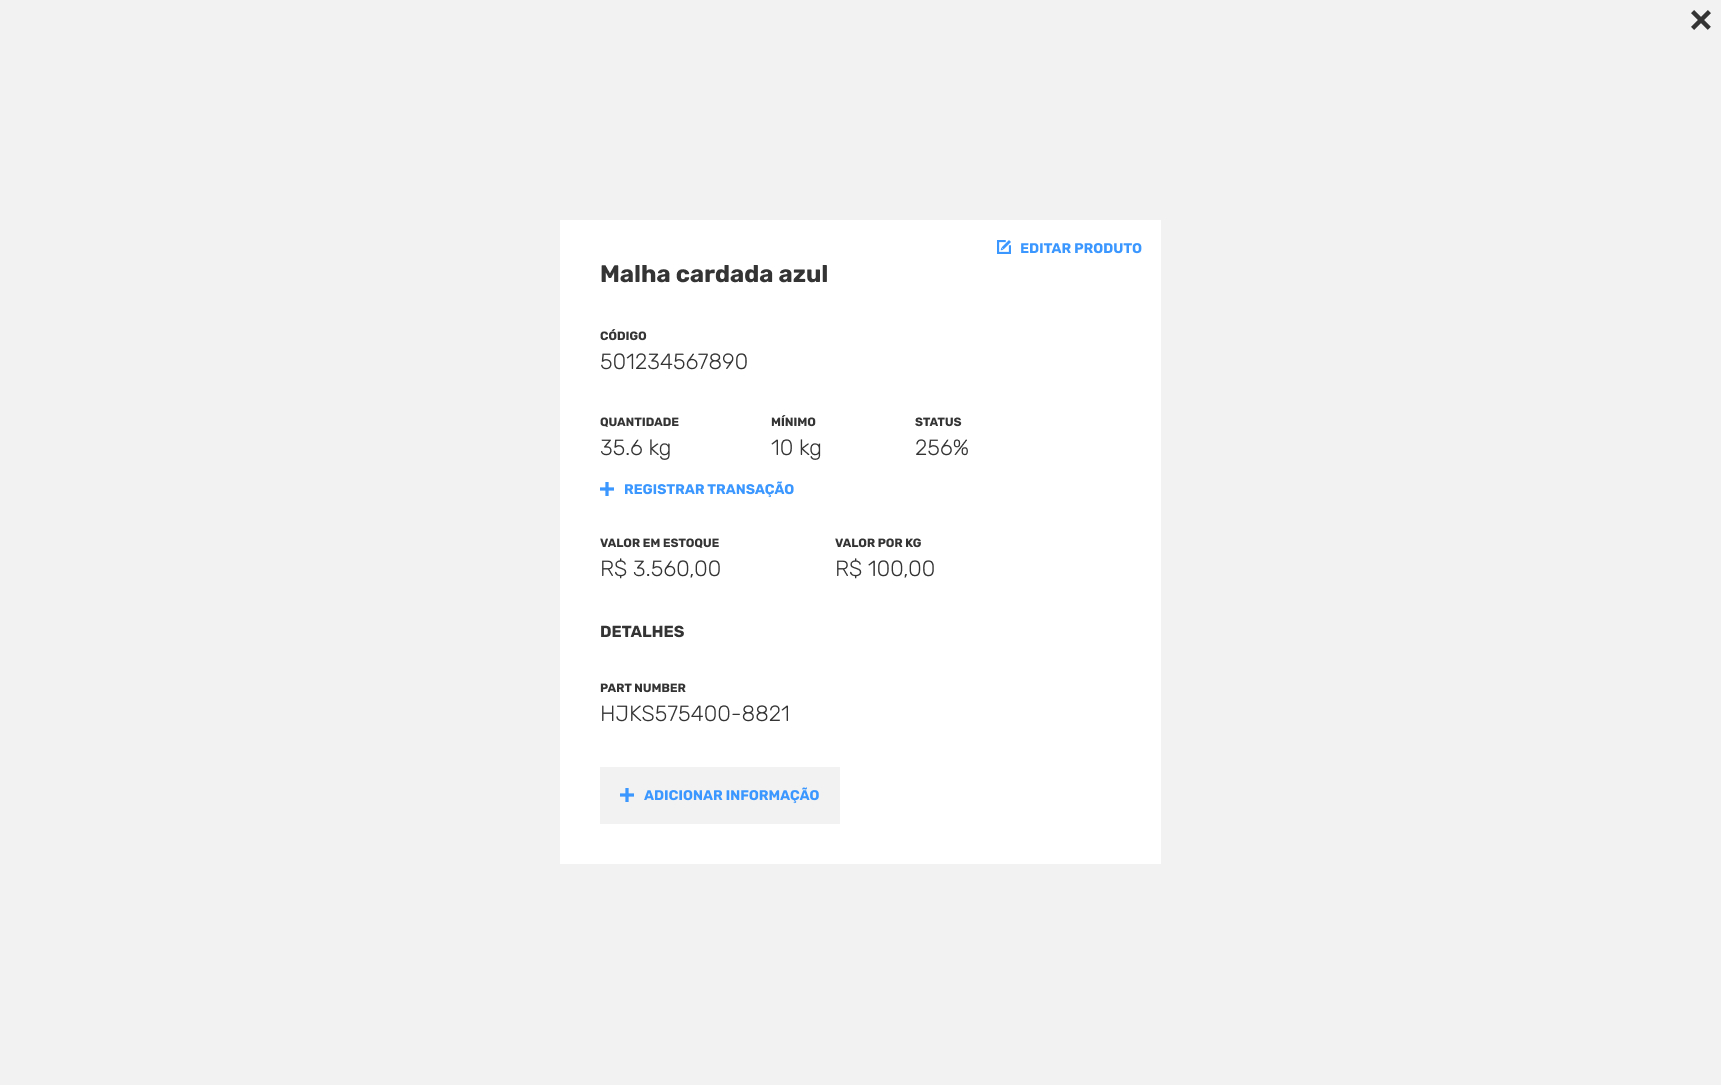 EDITAR PRODUTO
Malha cardada azul
CÓDIGO
501234567890
QUANTIDADE MÍNIMO STATUS
35.6 kg 10 kg 256%
REGISTRAR TRANSAÇÃO
VALOR EM ESTOQUE VALOR POR KG
R$ 3.560,00 R$ 100,00
DETALHES
PART NUMBER
HJKS575400-8821
ADICIONAR INFORMAÇÃO